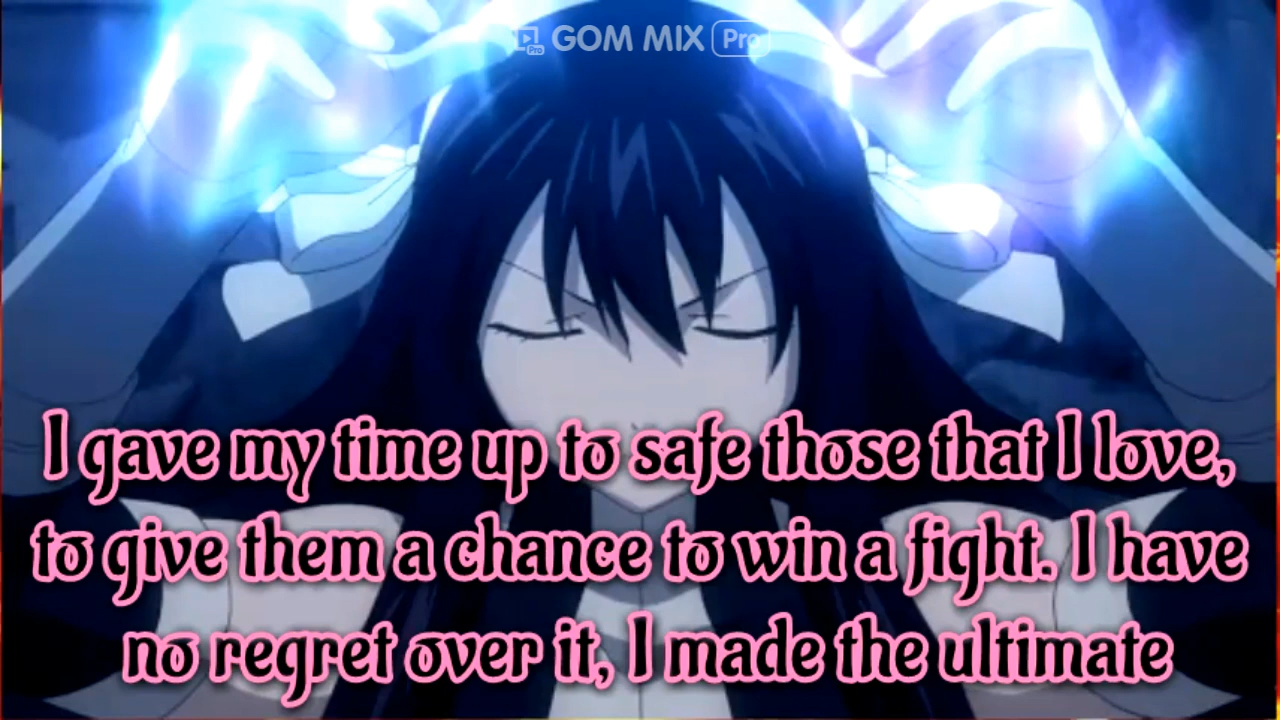 GOM MIX Pro
I gave my time up to safe those that I love,
to give them a chance to win a fight. I have
no regret over it, I made the ultimate